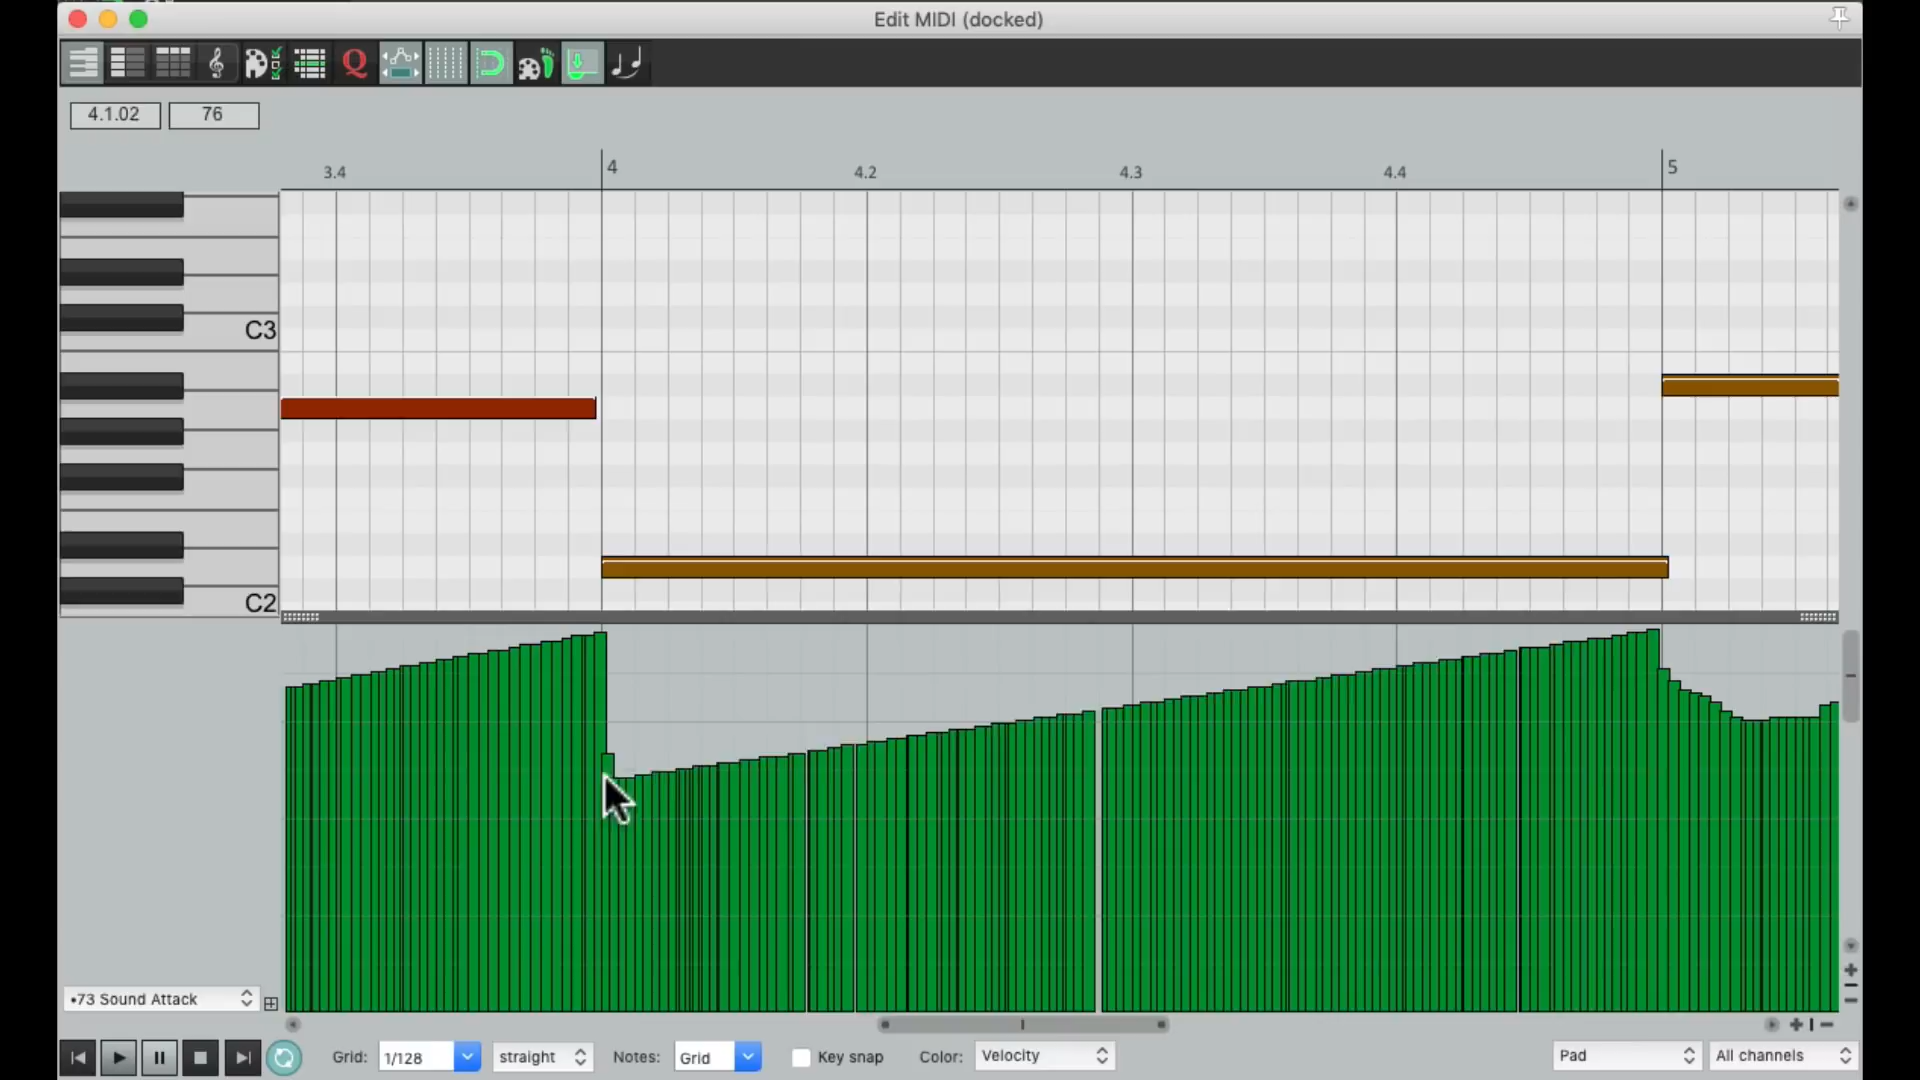 Edit MIDI (docked)
Q
4.1.02 76
3.4 4 4.2 4.3 4.4 5
C3
C2
•73 Sound Attack
Grid: 1/128 straight Notes: Grid Key snap Color: Velocity Pad All channels